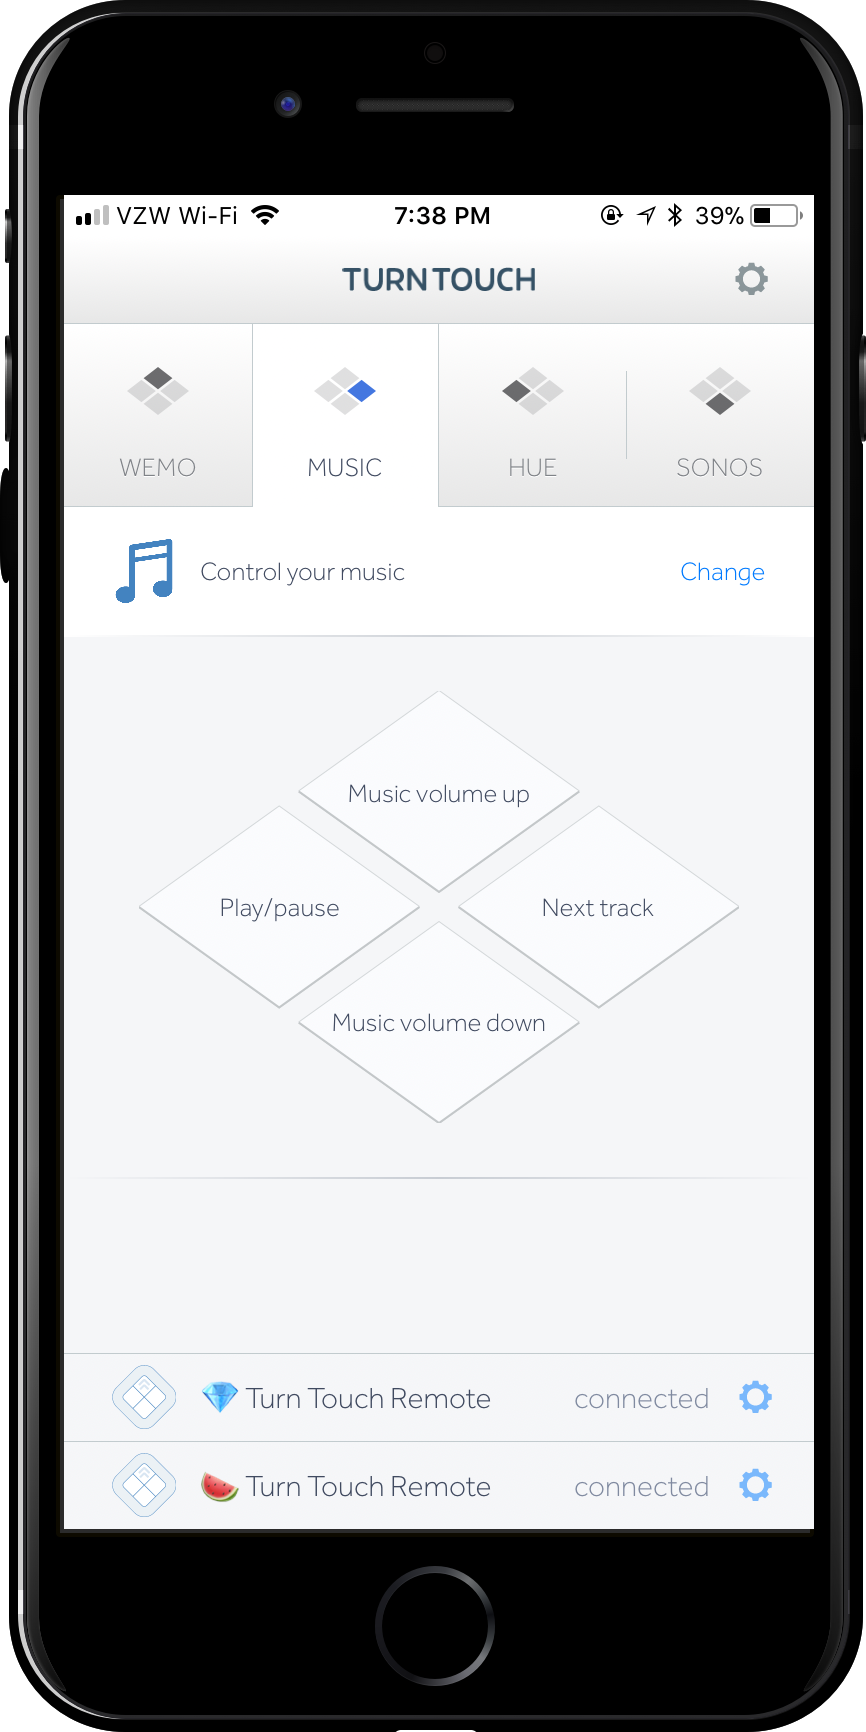 VZW Wi-Fi 7:38 PM 39%
TURN TOUCH
WEMO MUSIC HUE SONOS
Control your music Change
Music volume up
Play/pause Next track
Music volume down
💎 Turn Touch Remote connected
🍉 Turn Touch Remote connected